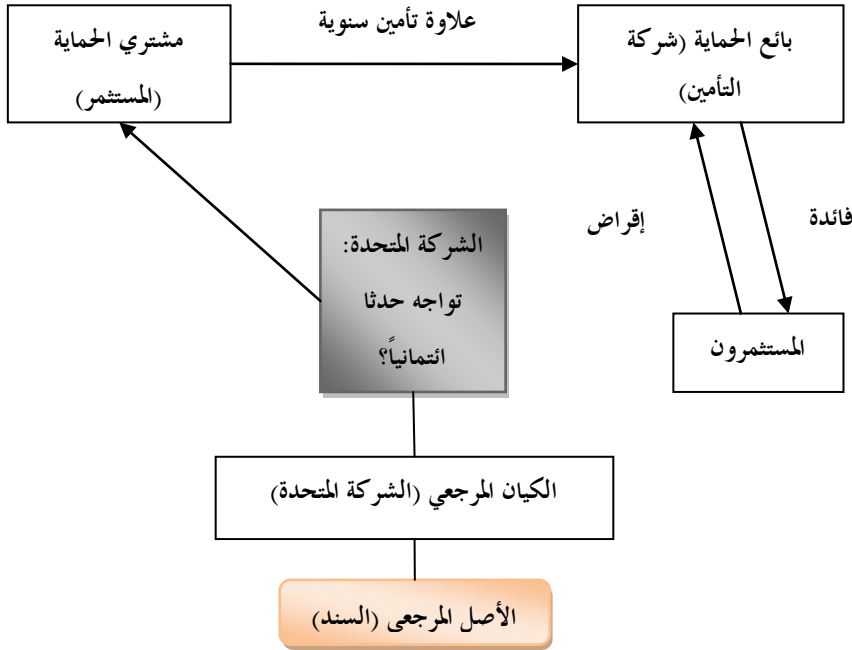 علاوة تأمين سنوية
مشتري الحماية
(المستثمر)
بائع الحماية (شركة
التأمين)
إقراض
فائدة
الشركة المتحدة:
تواجه حدثا
ائتمانياً؟
المستثمرون
الكيان المرجعي (الشركة المتحدة)
الأصل المرجعي (السند)